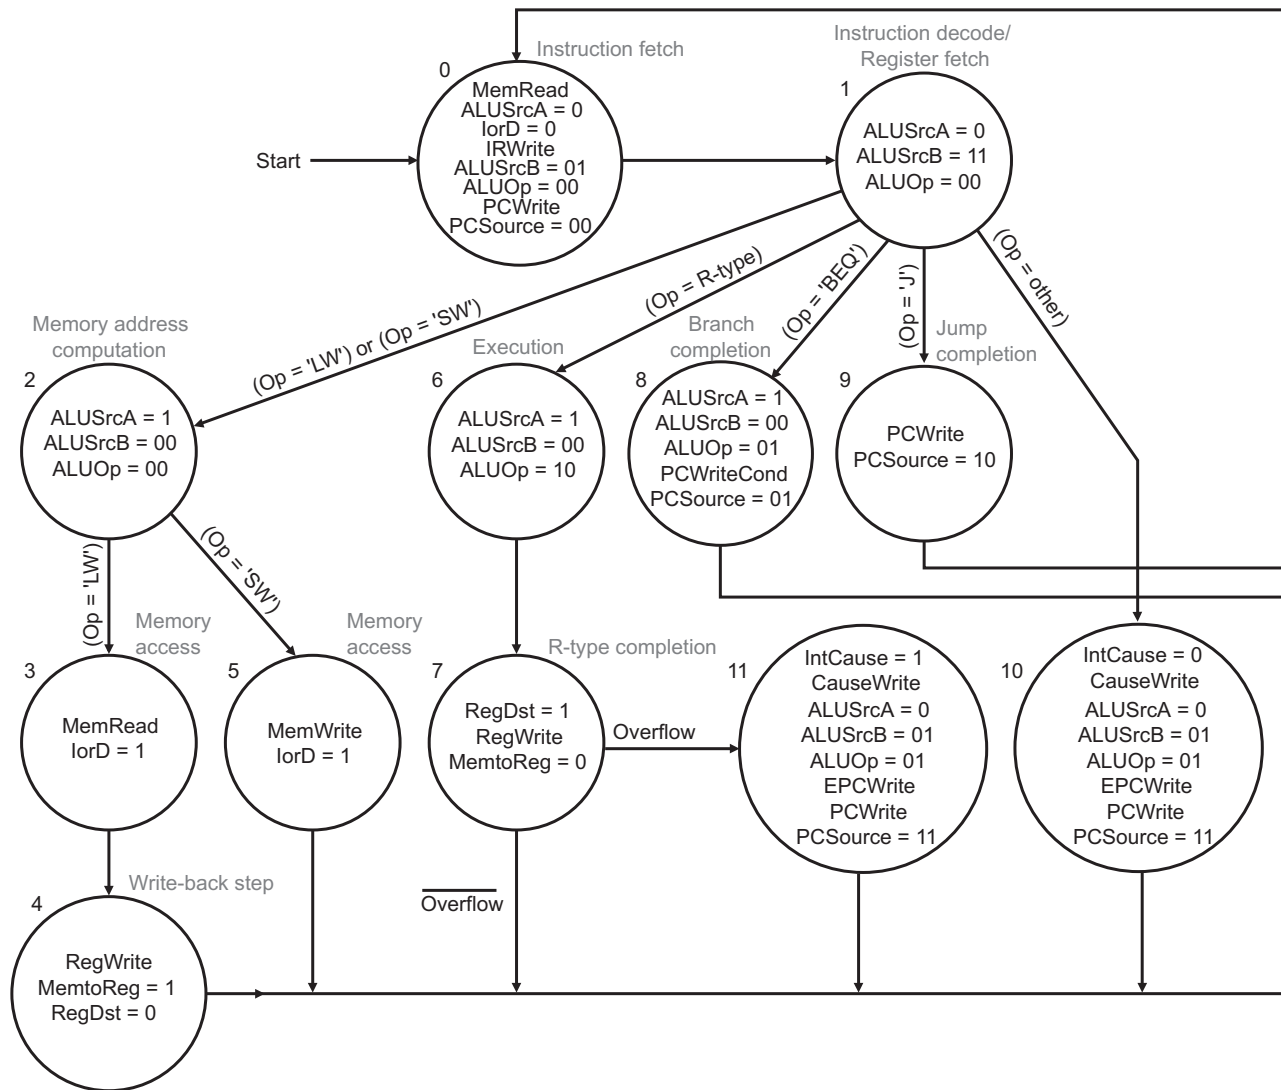 Instruction fetch
0
MemRead
ALUSrcA = 0
IorD = 0
IRWrite
ALUSrcB = 01
ALUOp = 00
PCWrite
PCSource = 00
Start
Instruction decode/
Register fetch
1
ALUSrcA = 0
ALUSrcB = 11
ALUOp = 00
(Op = 'LW') or (Op = 'SW')
(Op = R-type)
(Op = 'BEQ')
(Op = 'J')
(Op = other)
Memory address
computation
2
ALUSrcA = 1
ALUSrcB = 00
ALUOp = 00
Execution
6
ALUSrcA = 1
ALUSrcB = 00
ALUOp = 10
Branch
completion
8
ALUSrcA = 1
ALUSrcB = 00
ALUOp = 01
PCWriteCond
PCSource = 01
Jump
completion
9
PCWrite
PCSource = 10
(Op = 'LW')
(Op = 'SW')
Memory
access
3
MemRead
IorD = 1
Memory
access
5
MemWrite
IorD = 1
R-type completion
7
RegDst = 1
RegWrite
MemtoReg = 0
Overflow
Overflow
11
IntCause = 1
CauseWrite
ALUSrcA = 0
ALUSrcB = 01
ALUOp = 01
EPCWrite
PCWrite
PCSource = 11
10
IntCause = 0
CauseWrite
ALUSrcA = 0
ALUSrcB = 01
ALUOp = 01
EPCWrite
PCWrite
PCSource = 11
Write-back step
4
RegWrite
MemtoReg = 1
RegDst = 0